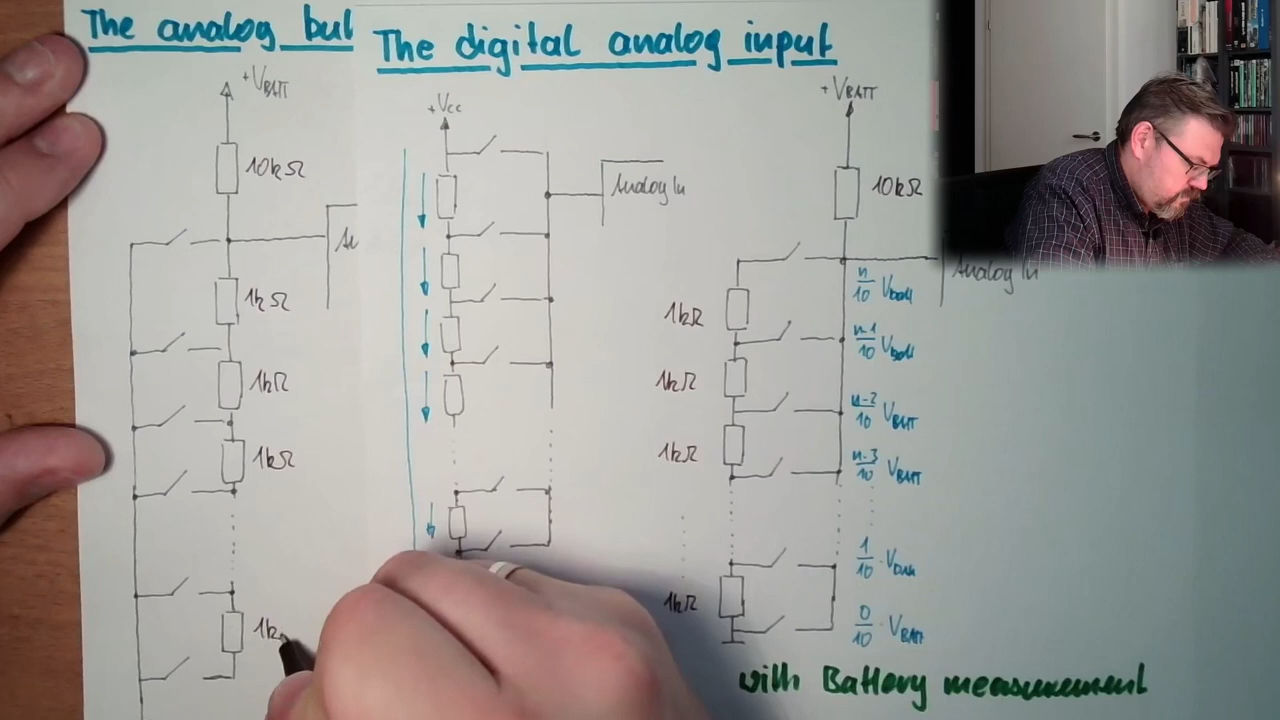 The analog but
+VBATT
10kΩ
1kΩ
1kΩ
1kΩ
The digital analog input
+Vcc
Analog In
+VBATT
10kΩ
Analog In
n/10 VBatt
1kΩ
n-1/10 VBatt
1kΩ
n-2/10 VBATT
1kΩ
n-3/10 VBATT
1/10 · VBatt
1kΩ
0/10 · VBATT
with Battery measurement